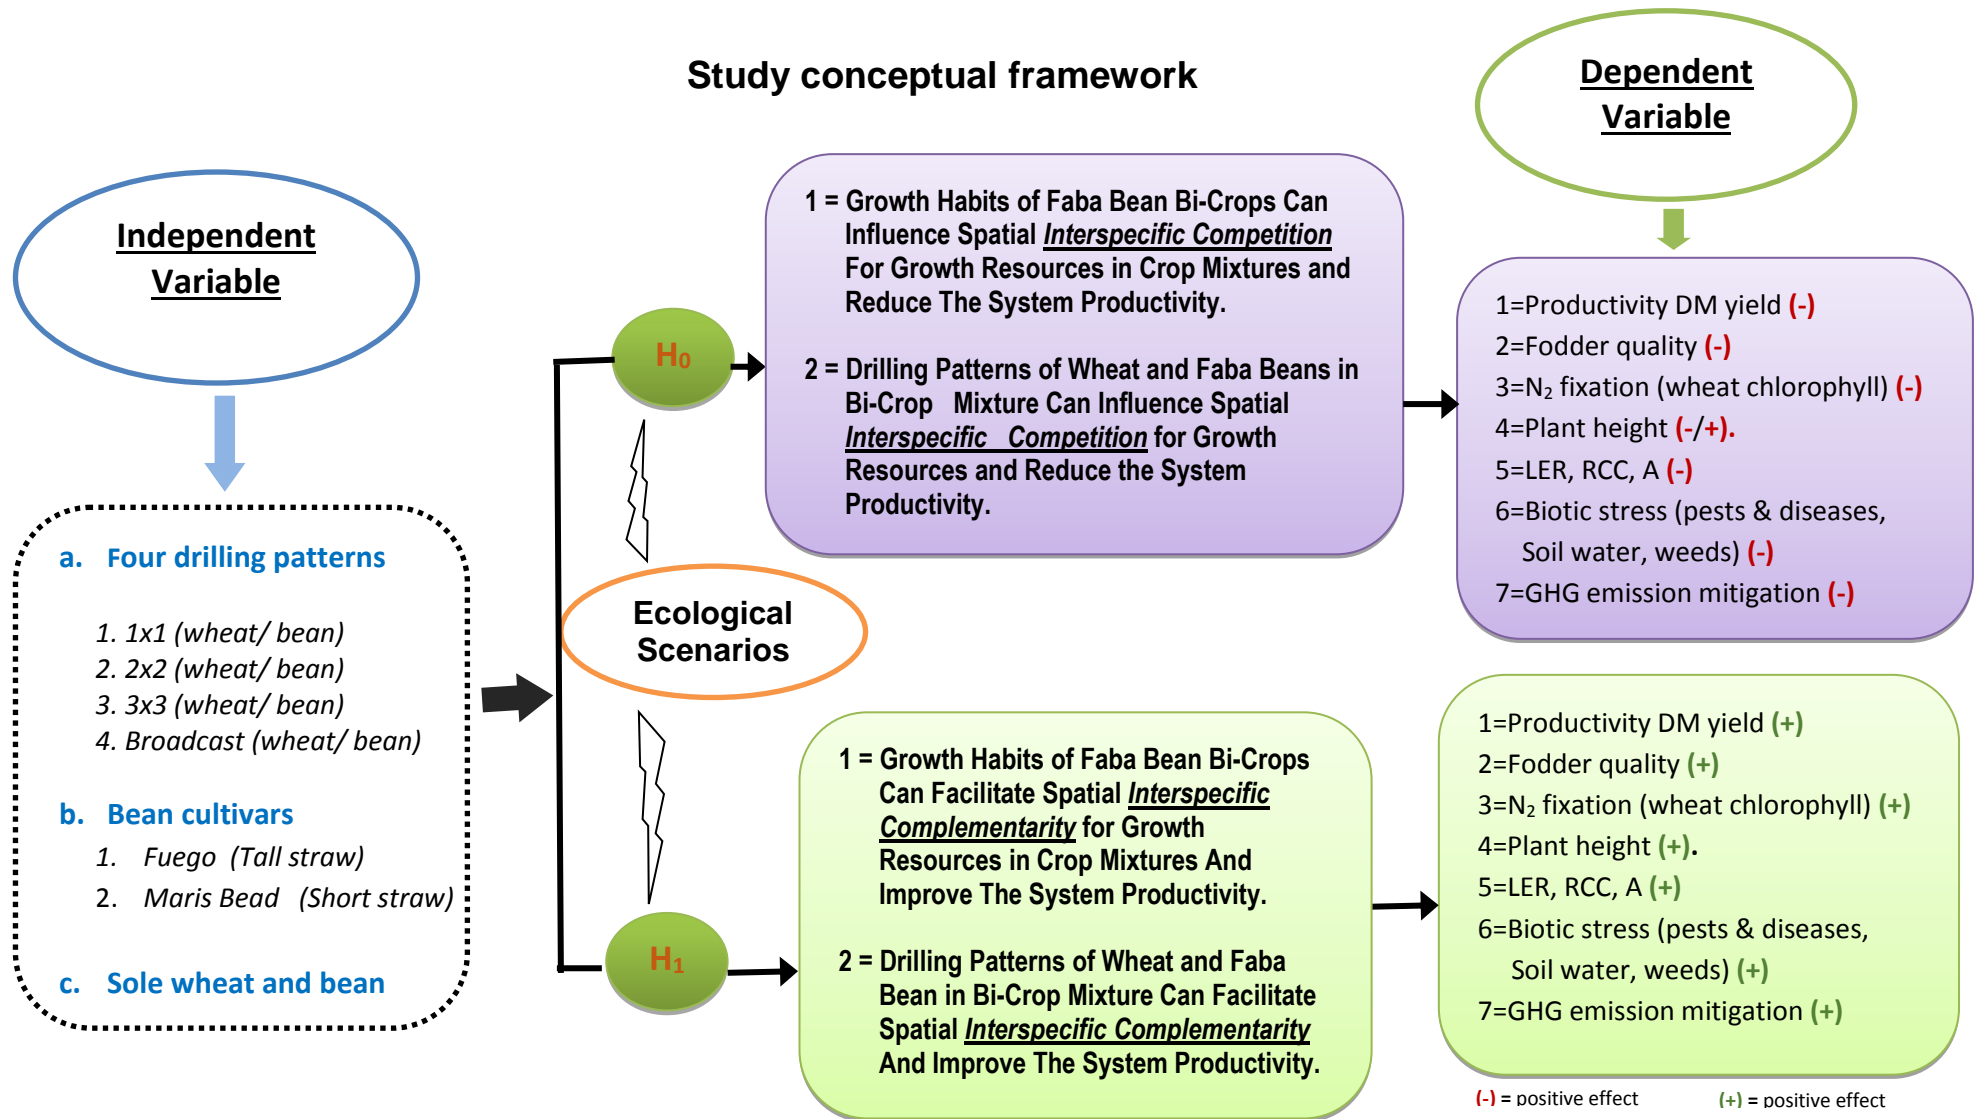 Study conceptual framework
Independent
Variable
a. Four drilling patterns
1. 1x1 (wheat/ bean)
2. 2x2 (wheat/ bean)
3. 3x3 (wheat/ bean)
4. Broadcast (wheat/ bean)
b. Bean cultivars
1. Fuego (Tall straw)
2. Maris Bead (Short straw)
c. Sole wheat and bean
H₀
Ecological
Scenarios
H₁
1 = Growth Habits of Faba Bean Bi-Crops Can
Influence Spatial Interspecific Competition
For Growth Resources in Crop Mixtures and
Reduce The System Productivity.
2 = Drilling Patterns of Wheat and Faba Beans in
Bi-Crop Mixture Can Influence Spatial
Interspecific Competition for Growth
Resources and Reduce the System
Productivity.
1 = Growth Habits of Faba Bean Bi-Crops
Can Facilitate Spatial Interspecific
Complementarity for Growth
Resources in Crop Mixtures And
Improve The System Productivity.
2 = Drilling Patterns of Wheat and Faba
Bean in Bi-Crop Mixture Can Facilitate
Spatial Interspecific Complementarity
And Improve The System Productivity.
Dependent
Variable
1=Productivity DM yield (-)
2=Fodder quality (-)
3=N₂ fixation (wheat chlorophyll) (-)
4=Plant height (-/+).
5=LER, RCC, A (-)
6=Biotic stress (pests & diseases,
Soil water, weeds) (-)
7=GHG emission mitigation (-)
1=Productivity DM yield (+)
2=Fodder quality (+)
3=N₂ fixation (wheat chlorophyll) (+)
4=Plant height (+).
5=LER, RCC, A (+)
6=Biotic stress (pests & diseases,
Soil water, weeds) (+)
7=GHG emission mitigation (+)
(-) = positive effect (+) = positive effect